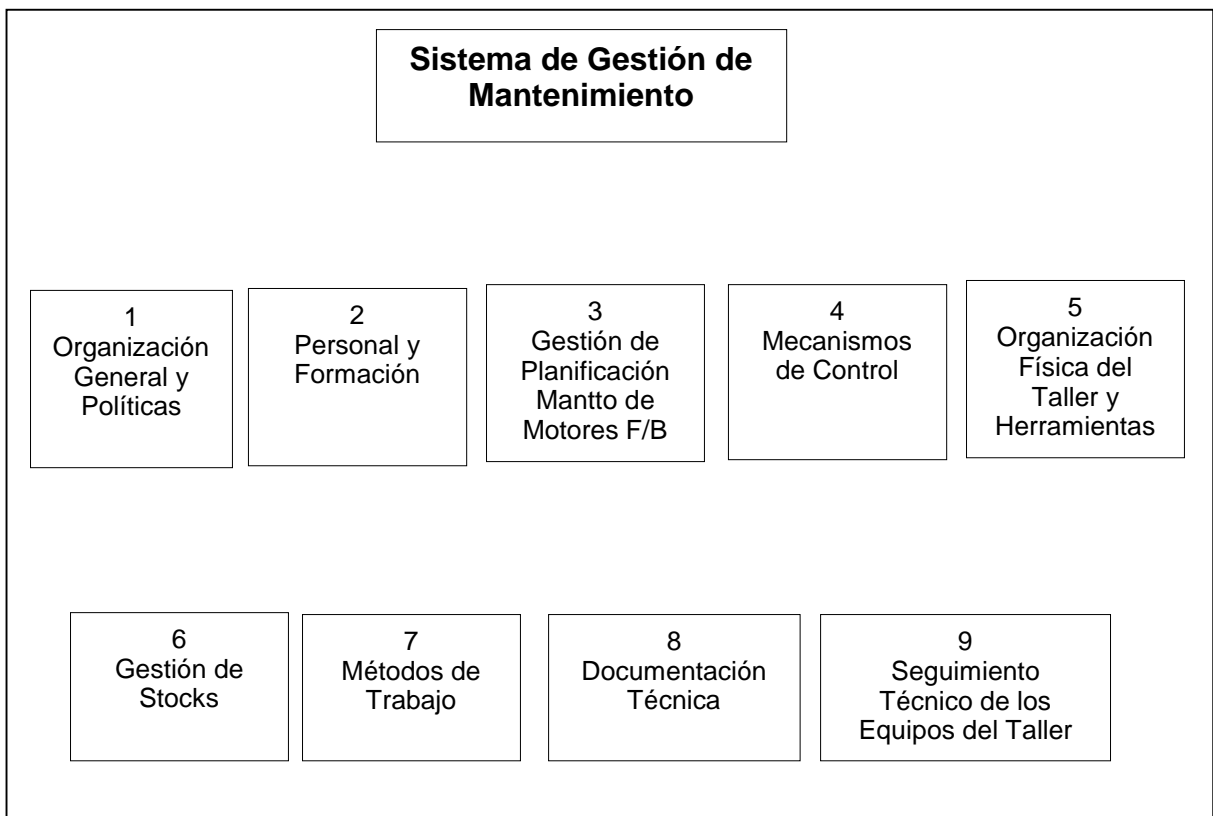 Sistema de Gestión de
Mantenimiento
1
Organización
General y
Políticas
2
Personal y
Formación
3
Gestión de
Planificación
Mantto de
Motores F/B
4
Mecanismos
de Control
5
Organización
Física del
Taller y
Herramientas
6
Gestión de
Stocks
7
Métodos de
Trabajo
8
Documentación
Técnica
9
Seguimiento
Técnico de los
Equipos del Taller